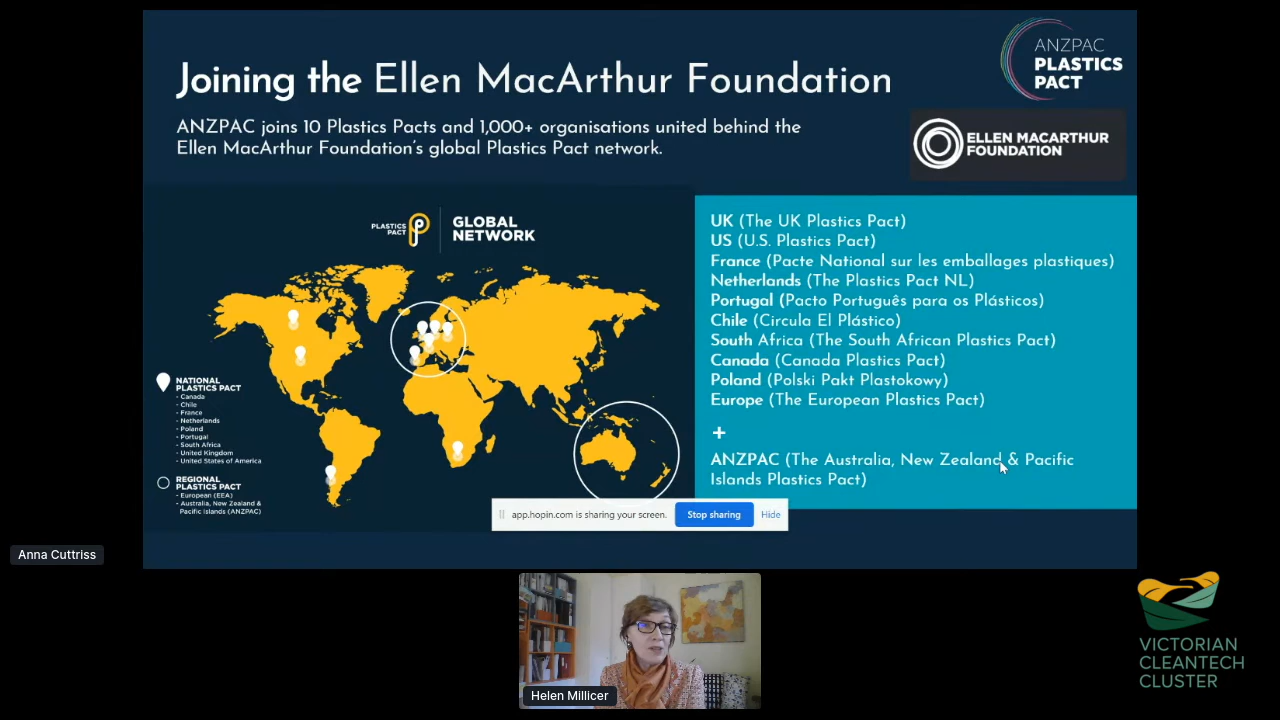 Joining the Ellen MacArthur Foundation
ANZPAC joins 10 Plastics Pacts and 1,000+ organisations united behind the
Ellen MacArthur Foundation's global Plastics Pact network.
ANZPAC
PLASTICS
PACT
ELLEN MACARTHUR
FOUNDATION
PLASTICS
PACT
GLOBAL
NETWORK
NATIONAL
PLASTICS PACT
- Canada
- Chile
- France
- Netherlands
- Poland
- Portugal
- South Africa
- United Kingdom
- United States of America
REGIONAL
PLASTICS PACT
- European (EEA)
- Australia, New Zealand &
Pacific Islands (ANZPAC)
UK (The UK Plastics Pact)
US (U.S. Plastics Pact)
France (Pacte National sur les emballages plastiques)
Netherlands (The Plastics Pact NL)
Portugal (Pacto Português para os Plásticos)
Chile (Circula El Plástico)
South Africa (The South African Plastics Pact)
Canada (Canada Plastics Pact)
Poland (Polski Pakt Plastokowy)
Europe (The European Plastics Pact)
+
ANZPAC (The Australia, New Zealand & Pacific
Islands Plastics Pact)
app.hopin.com is sharing your screen.
Stop sharing
Hide
Anna Cuttriss
Helen Millicer
VICTORIAN
CLEANTECH
CLUSTER